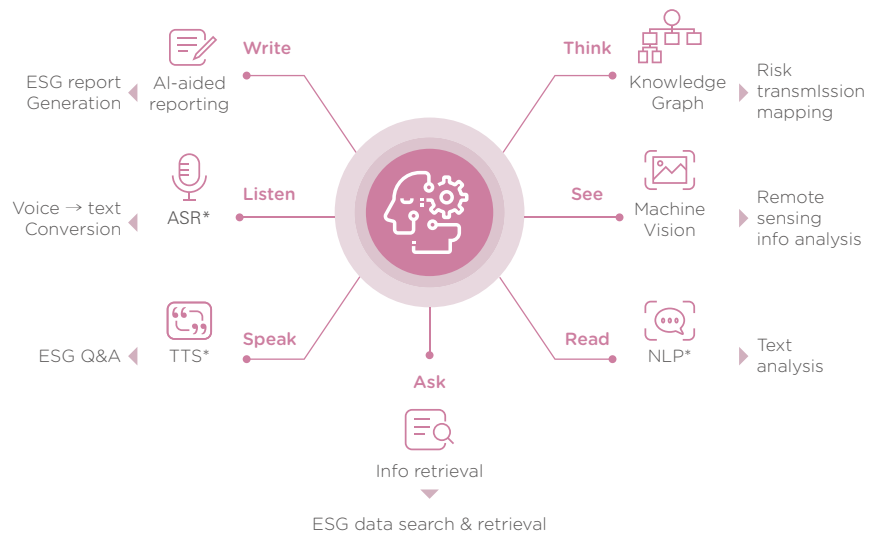 Write
AI-aided
reporting
ESG report
Generation
Listen
ASR*
Voice → text
Conversion
Speak
TTS*
ESG Q&A
Think
Knowledge
Graph
Risk
transmIssion
mapping
See
Machine
Vision
Remote
sensing
info analysis
Read
NLP*
Text
analysis
Ask
Info retrieval
ESG data search & retrieval